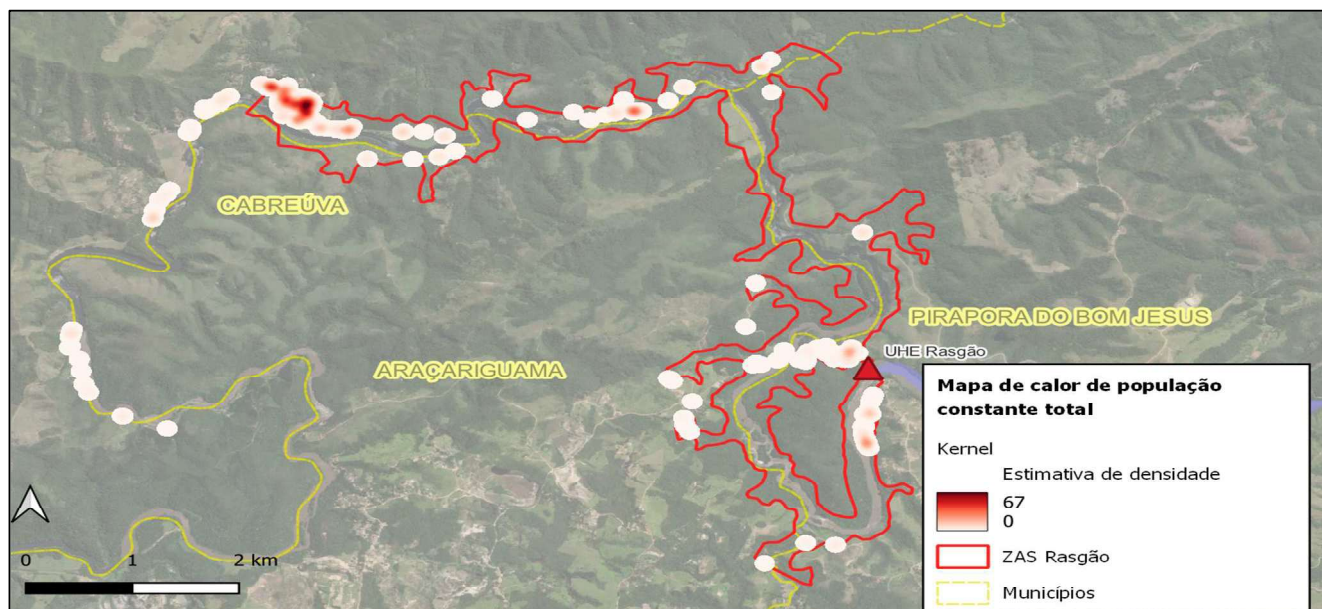 CABREÚVA
PIRAPORA DO BOM JESUS
UHE Rasgão
ARAÇARIGUAMA
Mapa de calor de população
constante total
Kernel
Estimativa de densidade
67
0
ZAS Rasgão
Municípios
0 1 2 km